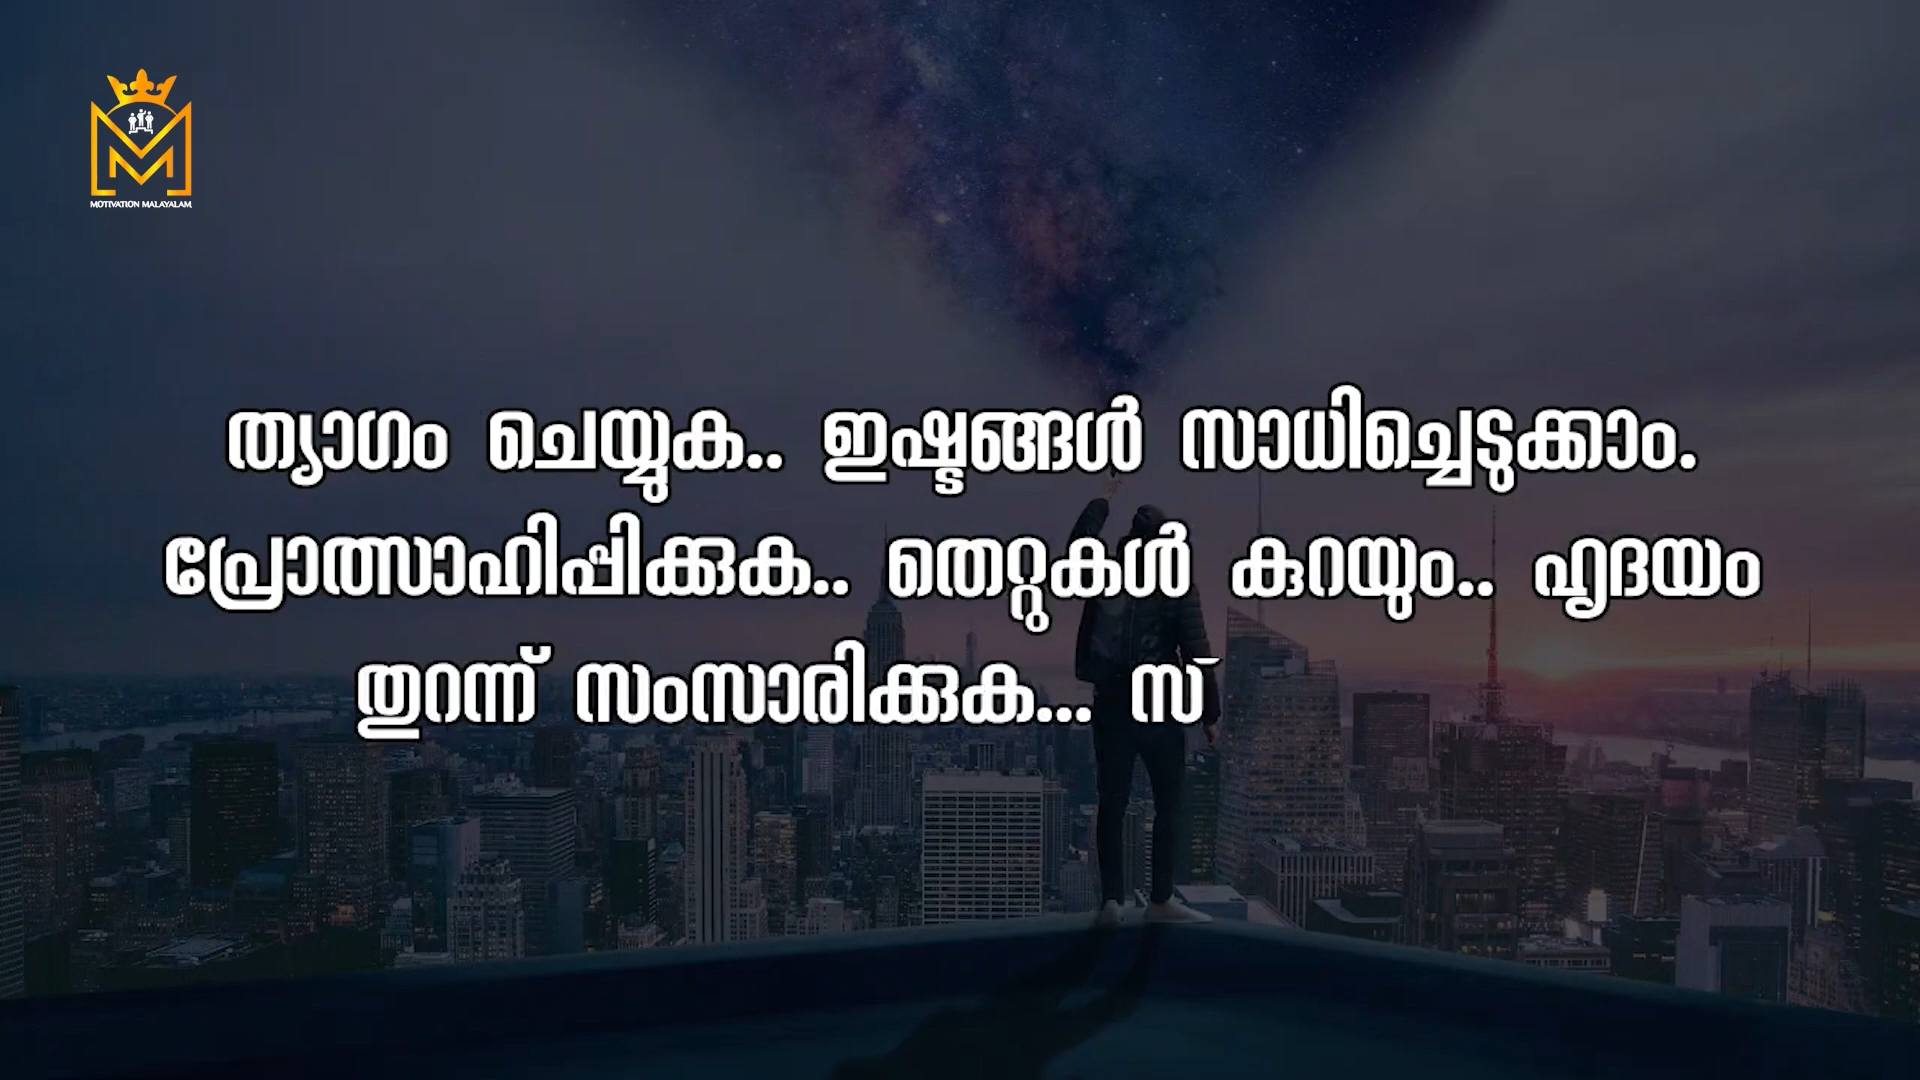 MOTIVATION MALAYALAM
ത്യാഗം ചെയ്യുക.. ഇഷ്ടങ്ങൾ സാധിച്ചെടുക്കാം.
പ്രോത്സാഹിപ്പിക്കുക.. തെറ്റുകൾ കുറയും.. ഹൃദയം
തുറന്ന് സംസാരിക്കുക... സ്